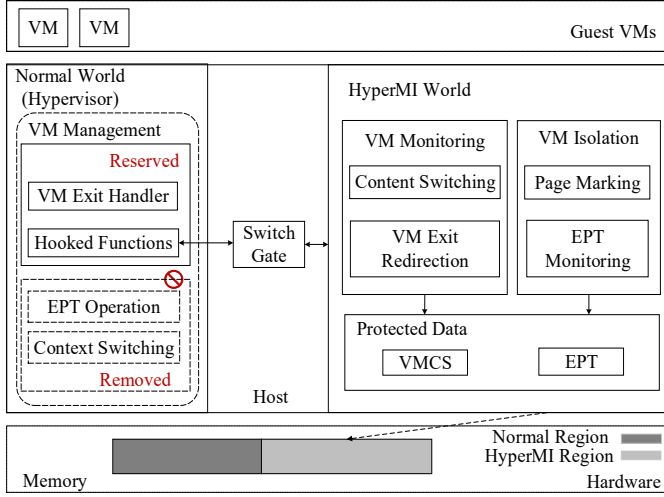 VM
VM
Guest VMs
Normal World
(Hypervisor)
VM Management
Reserved
VM Exit Handler
Hooked Functions
EPT Operation
Context Switching
Removed
Switch
Gate
Host
HyperMI World
VM Monitoring
Content Switching
VM Exit
Redirection
VM Isolation
Page Marking
EPT
Monitoring
Protected Data
VMCS
EPT
Memory
Normal Region
HyperMI Region
Hardware